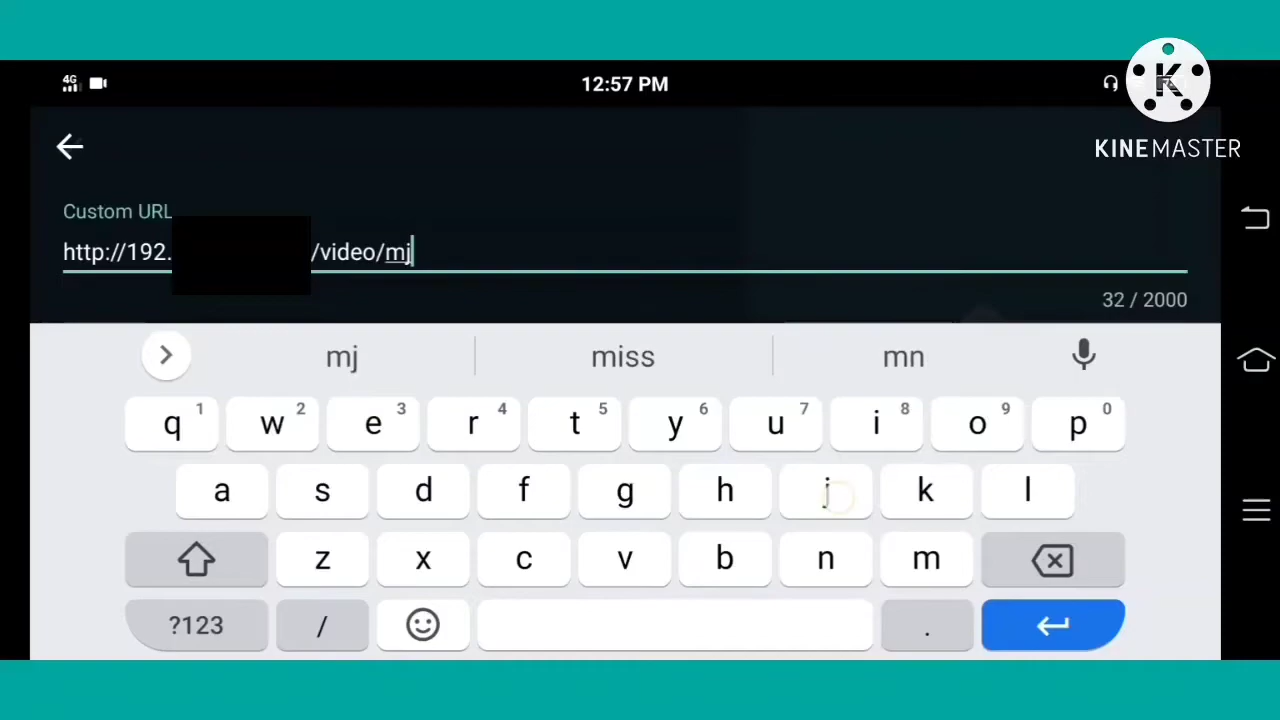 4G
12:57 PM
K
KINEMASTER
Custom URL
http://192. /video/mj
32 / 2000
mj miss mn
q 1 w 2 e 3 r 4 t 5 y 6 u 7 i 8 o 9 p 0
a s d f g h j k l
z x c v b n m
?123 / .